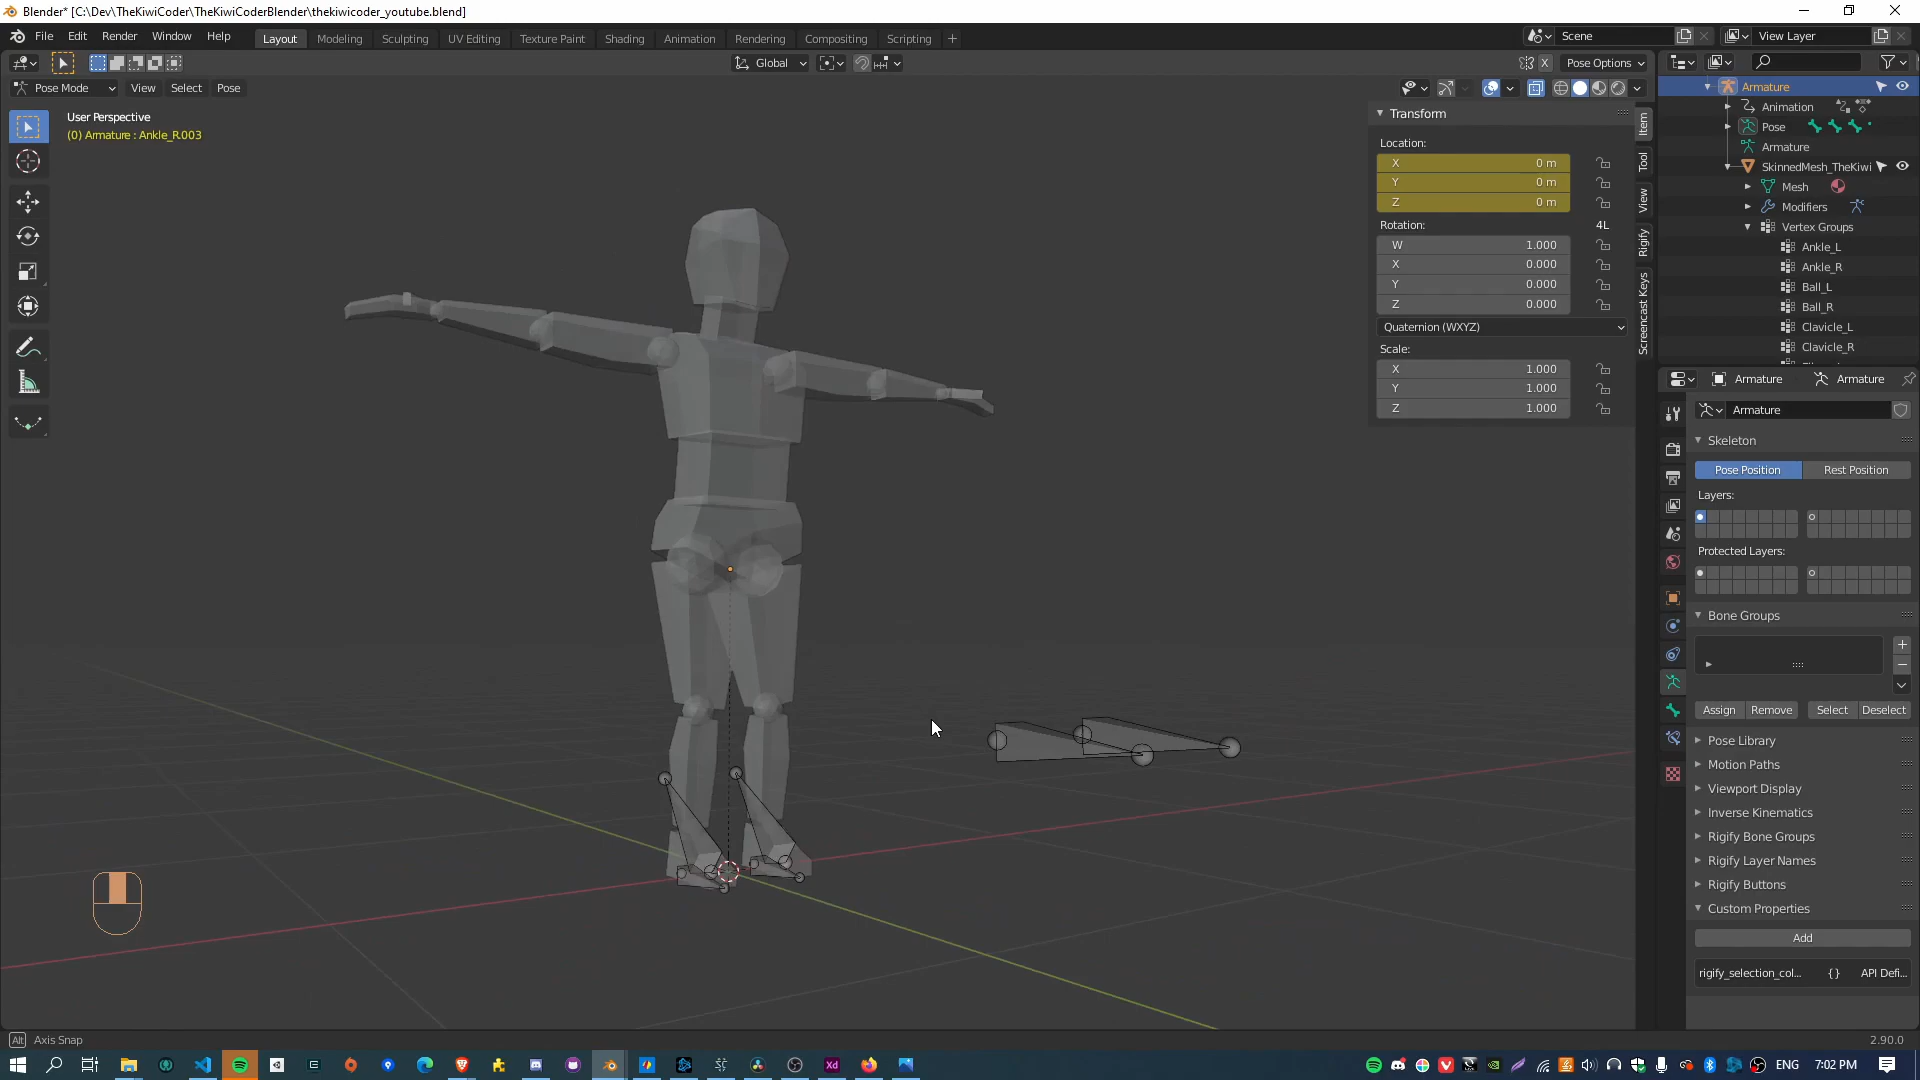 Blender* [C:\Dev\TheKiwiCoder\TheKiwiCoderBlender\thekiwicoder_youtube.blend]
File Edit Render Window Help
Layout Modeling Sculpting UV Editing Texture Paint Shading Animation Rendering Compositing Scripting +
Scene
View Layer
Global
X Pose Options
Pose Mode View Select Pose
User Perspective
(0) Armature : Ankle_R.003
Transform
Location:
X 0 m
Y 0 m
Z 0 m
Rotation: 4L
W 1.000
X 0.000
Y 0.000
Z 0.000
Quaternion (WXYZ)
Scale:
X 1.000
Y 1.000
Z 1.000
Item
Tool
View
Rigify
Screencast Keys
Armature
Animation
Pose
Armature
SkinnedMesh_TheKiwi
Mesh
Modifiers
Vertex Groups
Ankle_L
Ankle_R
Ball_L
Ball_R
Clavicle_L
Clavicle_R
Armature Armature
Armature
Skeleton
Pose Position Rest Position
Layers:
Protected Layers:
Bone Groups
Assign Remove Select Deselect
Pose Library
Motion Paths
Viewport Display
Inverse Kinematics
Rigify Bone Groups
Rigify Layer Names
Rigify Buttons
Custom Properties
Add
rigify_selection_col... {} API Defi...
Alt Axis Snap
2.90.0
Xd
ENG 7:02 PM